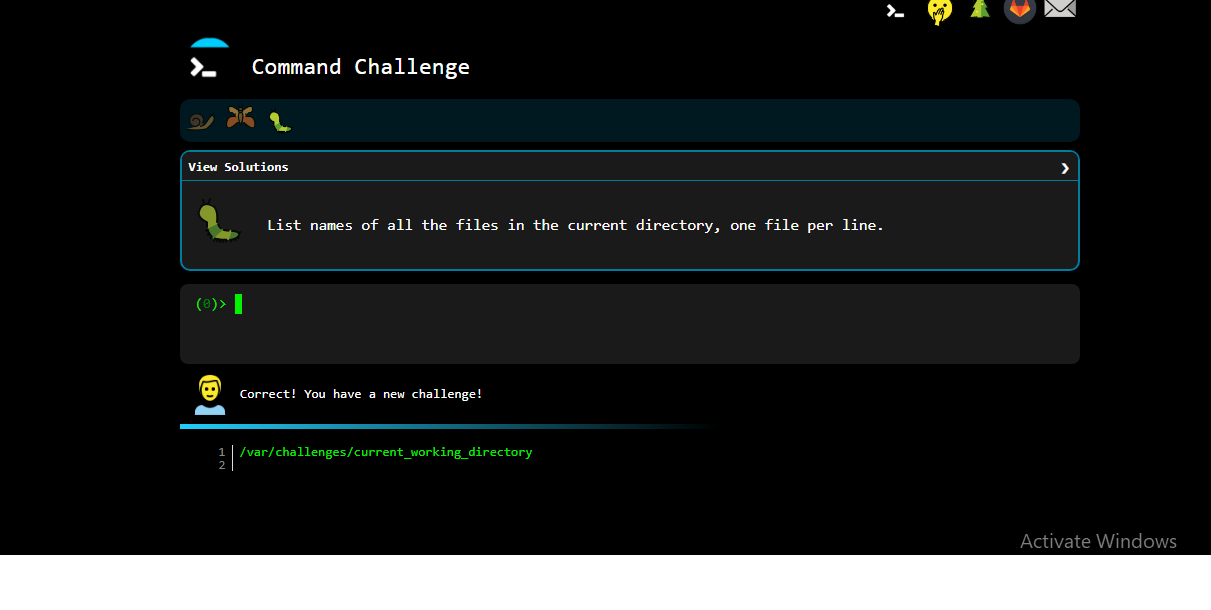 Command Challenge
View Solutions
List names of all the files in the current directory, one file per line.
(0)>
Correct! You have a new challenge!
1 /var/challenges/current_working_directory
2
Activate Windows